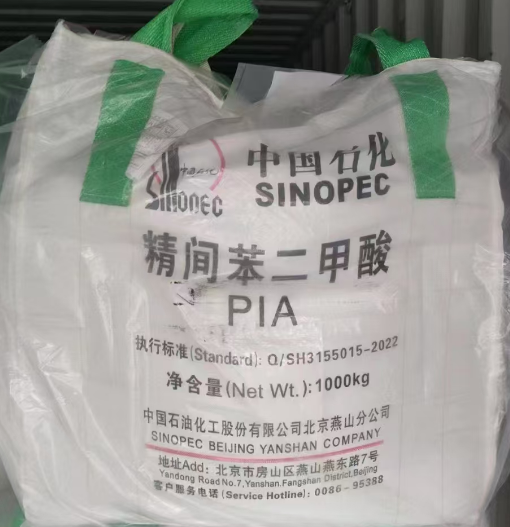 中国石化
SINOPEC
中国石化
SINOPEC
精间苯二甲酸
PIA
执行标准(Standard): Q/SH3155015-2022
净含量(Net Wt.):1000kg
中国石油化工股份有限公司北京燕山分公司
SINOPEC BEIJING YANSHAN COMPANY
地址Add: 北京市房山区燕山燕东路7号
Yandong Road No.7,Yanshan,Fangshan District,Beijing
客户服务电话(Service Hotline): 0086-95388